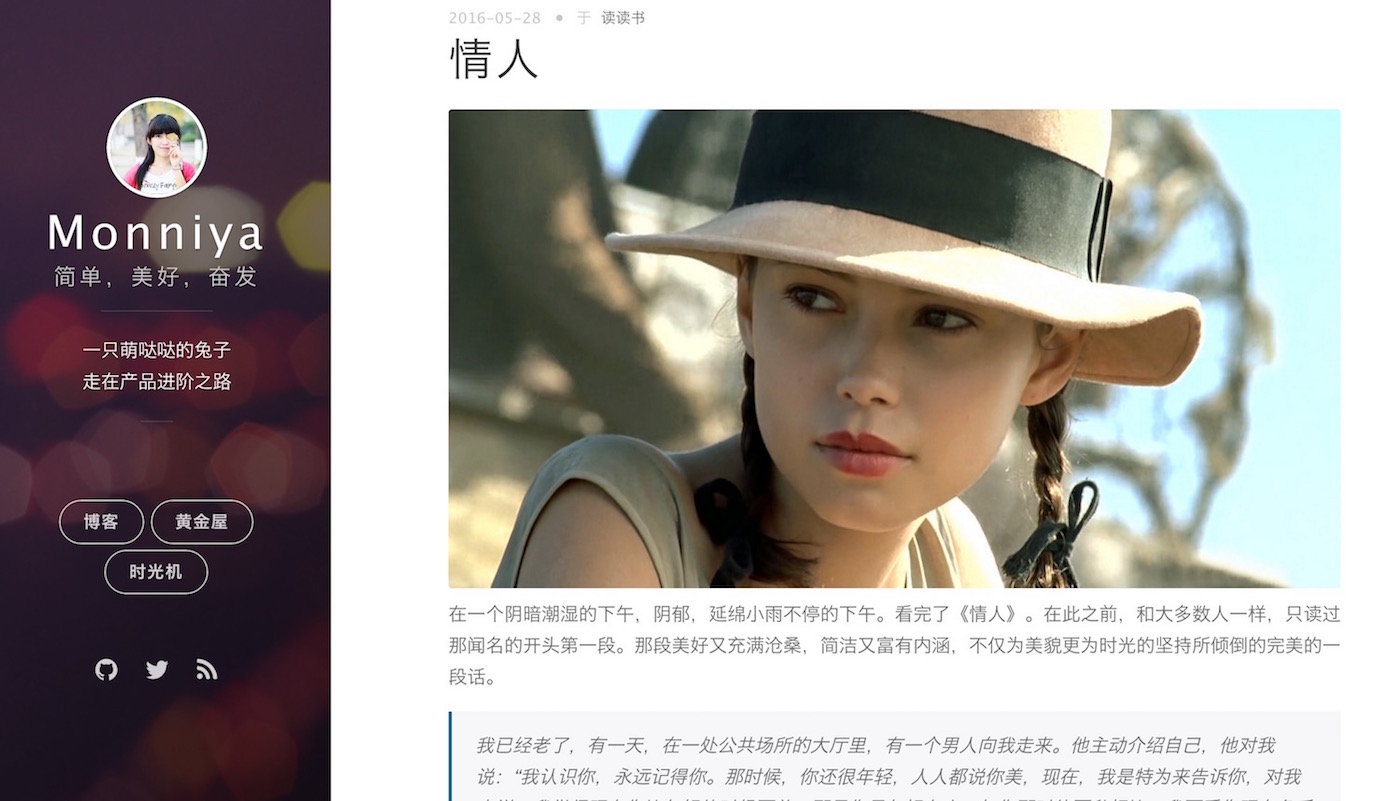 Monniya
简单，美好，奋发
一只萌哒哒的兔子
走在产品进阶之路
博客
黄金屋
时光机
2016-05-28 • 于 读读书
情人
在一个阴暗潮湿的下午，阴郁，延绵小雨不停的下午。看完了《情人》。在此之前，和大多数人一样，只读过
那闻名的开头第一段。那段美好又充满沧桑，简洁又富有内涵，不仅为美貌更为时光的坚持所倾倒的完美的一
段话。
我已经老了，有一天，在一处公共场所的大厅里，有一个男人向我走来。他主动介绍自己，他对我
说：“我认识你，永远记得你。那时候，你还很年轻，人人都说你美，现在，我是特为来告诉你，对我